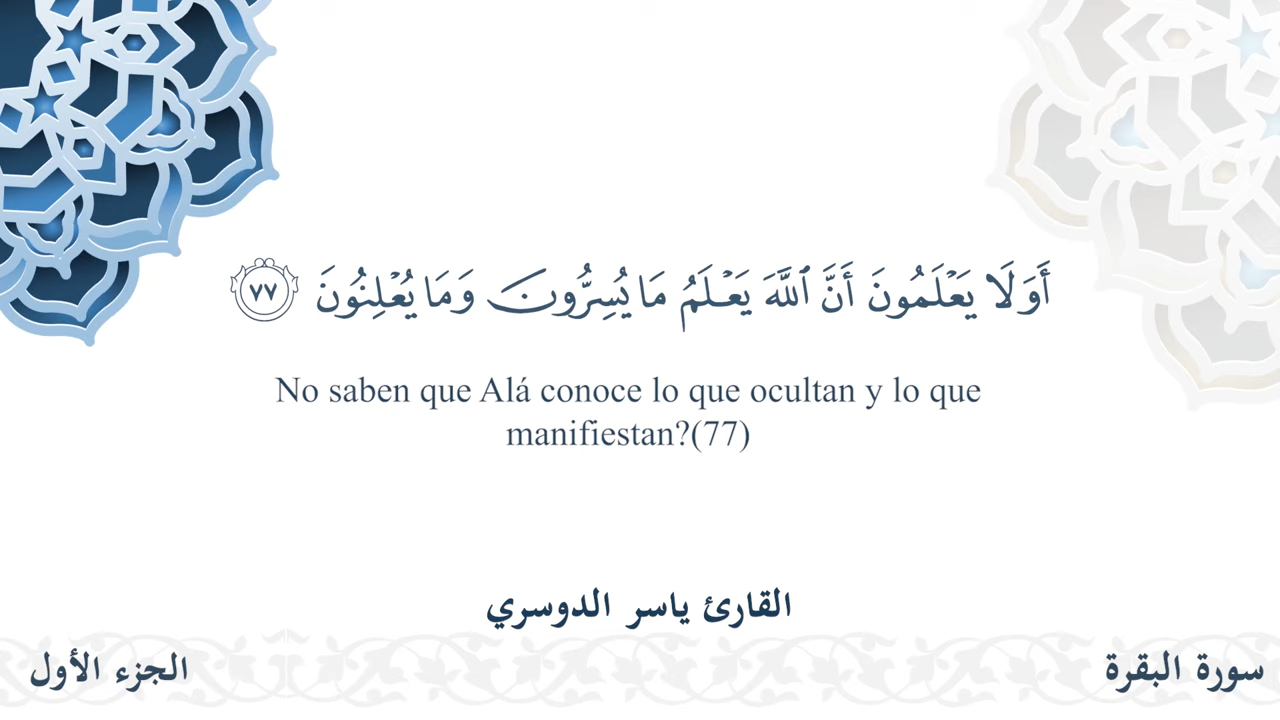 أَوَلَا يَعْلَمُونَ أَنَّ ٱللَّهَ يَعْلَمُ مَا يُسِرُّونَ وَمَا يُعْلِنُونَ ٧٧
No saben que Alá conoce lo que ocultan y lo que
manifiestan?(77)
القارئ ياسر الدوسري
سورة البقرة
الجزء الأول